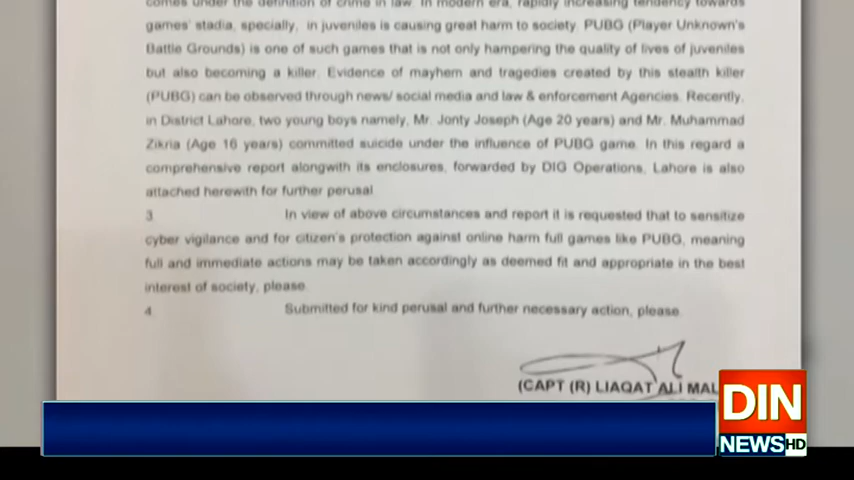 comes under the definition of crime in law. In modern era, rapidly increasing tendency towards
games' stadia, specially, in juveniles is causing great harm to society. PUBG (Player Unknown's
Battle Grounds) is one of such games that is not only hampering the quality of lives of juveniles
but also becoming a killer. Evidence of mayhem and tragedies created by this stealth killer
(PUBG) can be observed through news/ social media and law & enforcement Agencies. Recently,
in District Lahore, two young boys namely, Mr. Jonty Joseph (Age 20 years) and Mr. Muhammad
Zikria (Age 16 years) committed suicide under the influence of PUBG game. In this regard a
comprehensive report alongwith its enclosures, forwarded by DIG Operations, Lahore is also
attached herewith for further perusal
3. In view of above circumstances and report it is requested that to sensitize
cyber vigilance and for citizen's protection against online harm full games like PUBG, meaning
full and immediate actions may be taken accordingly as deemed fit and appropriate in the best
interest of society, please.
4. Submitted for kind perusal and further necessary action, please.
(CAPT (R) LIAQAT ALI MAL
DIN
NEWS HD